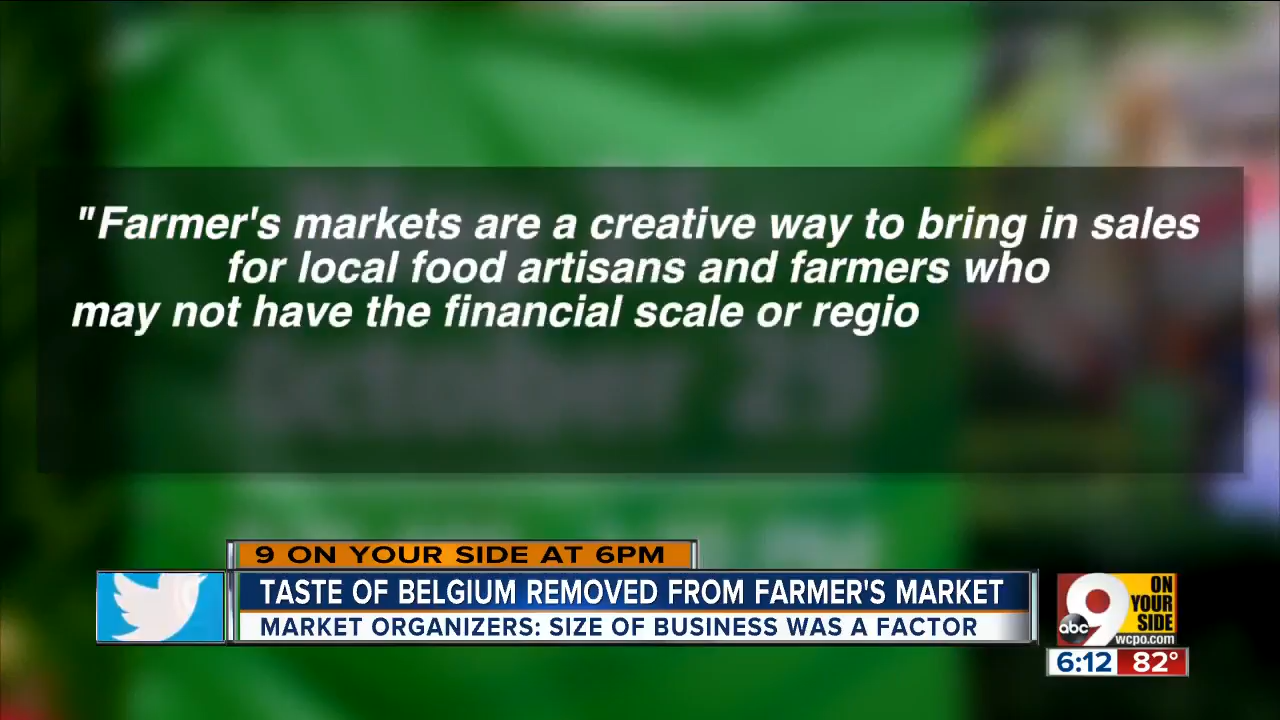 "Farmer's markets are a creative way to bring in sales
for local food artisans and farmers who
may not have the financial scale or regio
9 ON YOUR SIDE AT 6PM
TASTE OF BELGIUM REMOVED FROM FARMER'S MARKET
MARKET ORGANIZERS: SIZE OF BUSINESS WAS A FACTOR
abc 9 ON YOUR SIDE
wcpo.com
6:12 82°